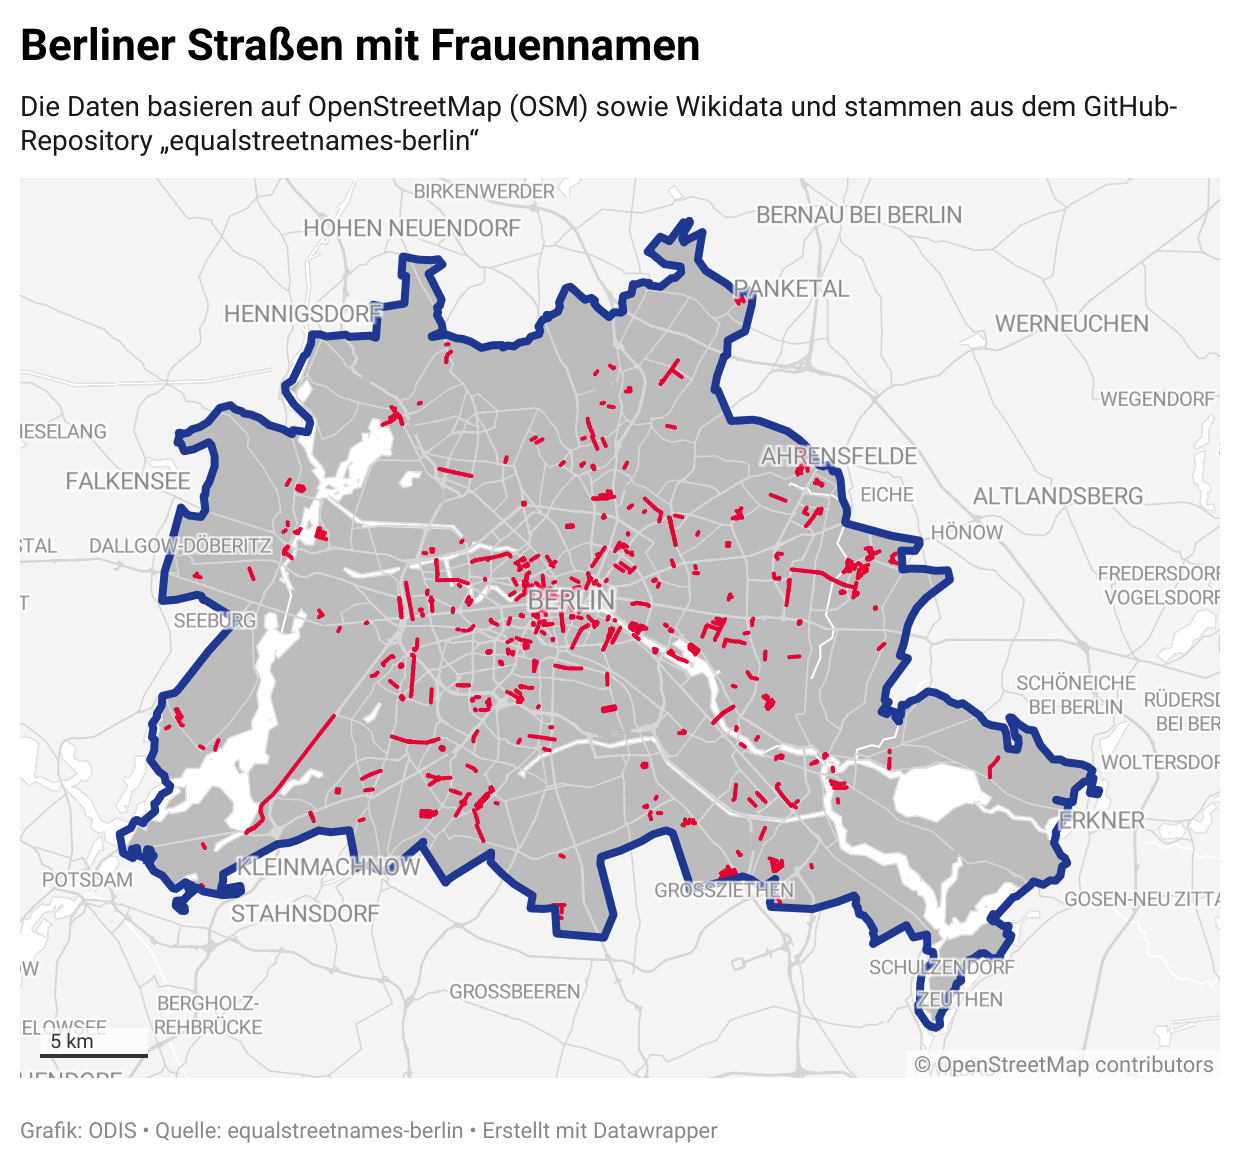 Berliner Straßen mit Frauennamen
Die Daten basieren auf OpenStreetMap (OSM) sowie Wikidata und stammen aus dem GitHub-
Repository „equalstreetnames-berlin“
BIRKENWERDER
BERNAU BEI BERLIN
HOHEN NEUENDORF
PANKETAL
HENNIGSDORF
WERNEUCHEN
WEGENDORF
IESELANG
AHRENSFELDE
FALKENSEE
EICHE
ALTLANDSBERG
HÖNOW
STAL
DALLGOW-DÖBERITZ
FREDERSDORF
VOGELSDORF
T
BERLIN
SEEBURG
SCHÖNEICHE
BEI BERLIN
RÜDERSD
BEI BER
WOLTERSDOR
ERKNER
KLEINMACHNOW
POTSDAM
GROSSZIETHEN
GOSEN-NEU ZITTA
STAHNSDORF
OW
SCHULZENDORF
GROSSBEEREN
ZEUTHEN
BERGHOLZ-
REHBRÜCKE
ELOWSEE
5 km
© OpenStreetMap contributors
Grafik: ODIS • Quelle: equalstreetnames-berlin • Erstellt mit Datawrapper